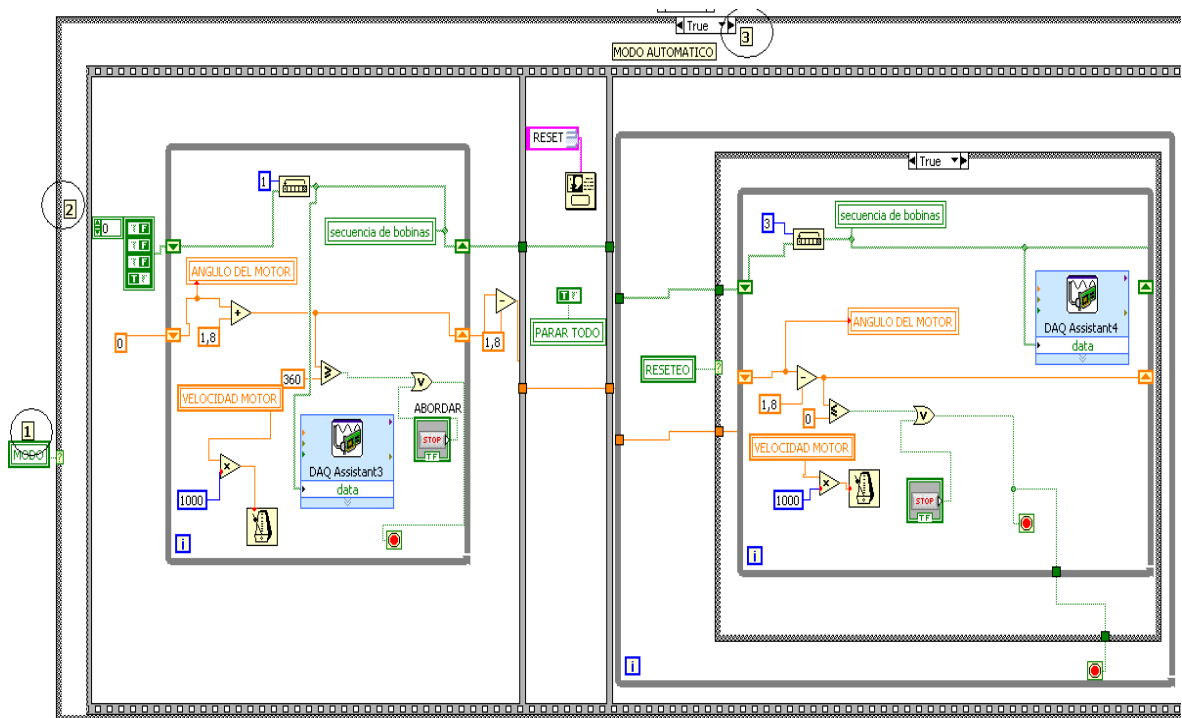 True
3
MODO AUTOMATICO
RESET
1
True
2
0
F
F
F
T
secuencia de bobinas
3
secuencia de bobinas
ANGULO DEL MOTOR
DAQ Assistant4
data
1,8
0
1,8
T
PARAR TODO
ANGULO DEL MOTOR
RESETEO
360
V
VELOCIDAD MOTOR
ABORDAR
STOP
TF
1,8
0
V
1
MODO
DAQ Assistant3
data
VELOCIDAD MOTOR
1000
1000
STOP
TF
i
i
i